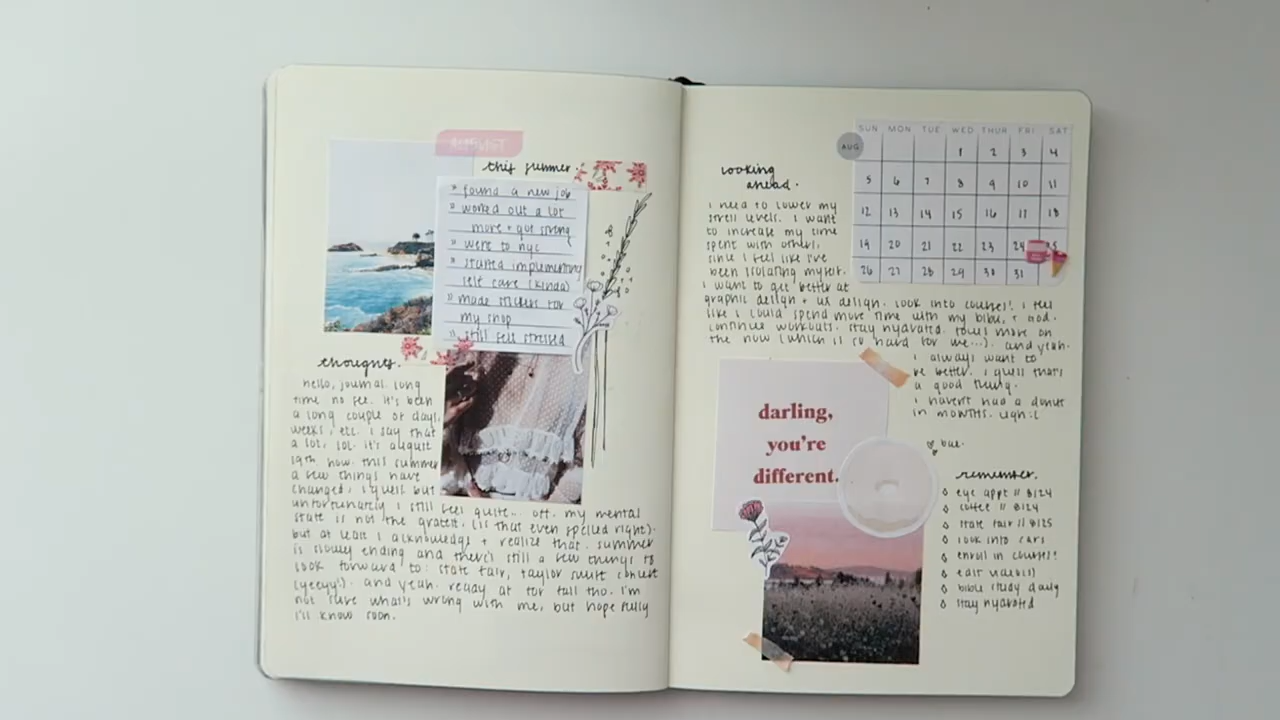 AUGUST
this summer.
» found a new job
» worked out a lot
more + got strong
» went to nyc
» started implementing
self care (kinda)
» made stickers for
my shop
» still feel stressed
thoughts.
hello, journal. long
time no see. it's been
a long couple of days,
weeks, etc. i say that
a lot, lol. it's august
19th now. this summer
a few things have
changed, i guess but
unfortunately i still feel quite... off. my mental
state is not the gratest. (is that even spelled right).
but at least i acknowledge + realize that. summer
is slowly ending and there's still a few things to
look forward to: state fair, taylor swift concert
(yeeyy!). and yeah. ready at for fall tho. i'm
not sure what's wrong with me, but hope fully
i'll know soon.
looking
ahead.
i need to lower my
stress levels. i want
to increase my time
spent with others,
since i feel like i've
been isolating myself.
i want to get better at
graphic design + ux design. look into courses!. i feel
like i could spend more time with my bible + God.
continue workouts. stay hydrated. focus more on
the now (which is so hard for me...). and yeah.
i always want to
be better. i guess that's
a good thing.
i haven't had a donut
in months. ugh :(
AUG
SUN MON TUE WED THUR FRI SAT
1 2 3 4
5 6 7 8 9 10 11
12 13 14 15 16 17 18
19 20 21 22 23 24 25
26 27 28 29 30 31
darling,
you're
different.
bae.
remember.
eye appt // 8/24
coffee // 8/24
state fair // 8/25
look into cars
enroll in courses!
edit video(s)
bible study daily
stay hydrated